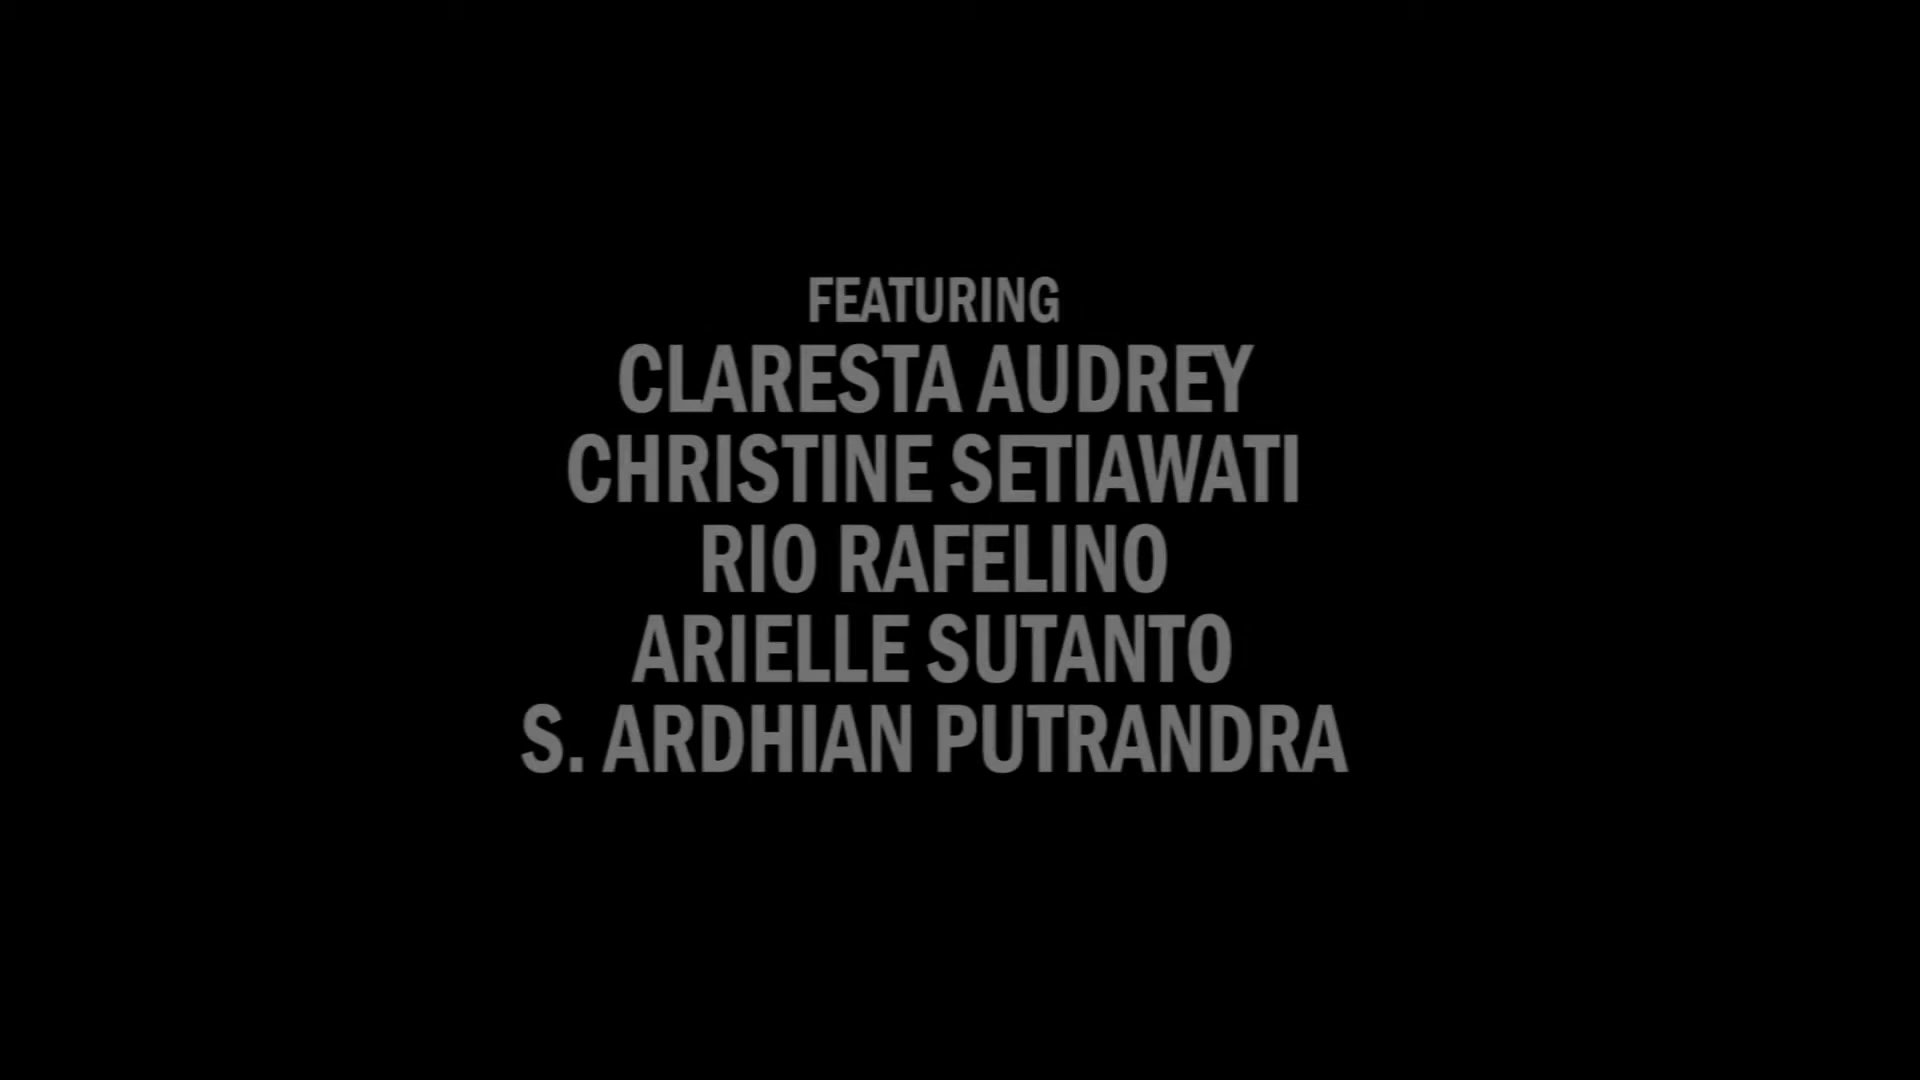 FEATURING
CLARESTA AUDREY
CHRISTINE SETIAWATI
RIO RAFELINO
ARIELLE SUTANTO
S. ARDHIAN PUTRANDRA